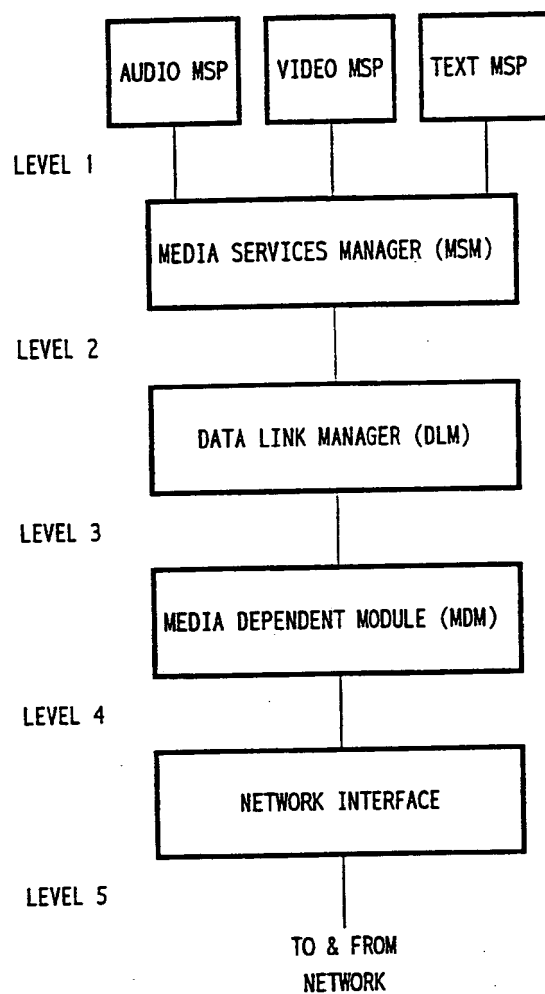 AUDIO MSP
VIDEO MSP
TEXT MSP
LEVEL 1
MEDIA SERVICES MANAGER (MSM)
LEVEL 2
DATA LINK MANAGER (DLM)
LEVEL 3
MEDIA DEPENDENT MODULE (MDM)
LEVEL 4
NETWORK INTERFACE
LEVEL 5
TO & FROM
NETWORK